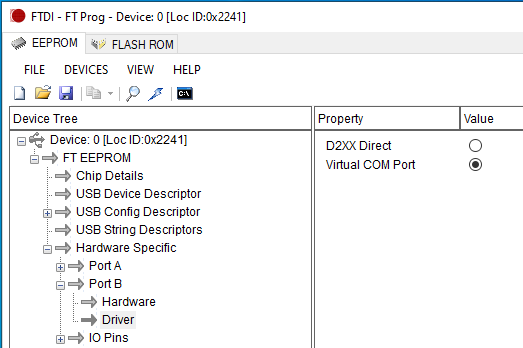 FTDI - FT Prog - Device: 0 [Loc ID:0x2241]
EEPROM FLASH ROM
FILE DEVICES VIEW HELP
C:\
Device Tree
Device: 0 [Loc ID:0x2241]
FT EEPROM
Chip Details
USB Device Descriptor
USB Config Descriptor
USB String Descriptors
Hardware Specific
Port A
Port B
Hardware
Driver
IO Pins
Property Value
D2XX Direct
Virtual COM Port